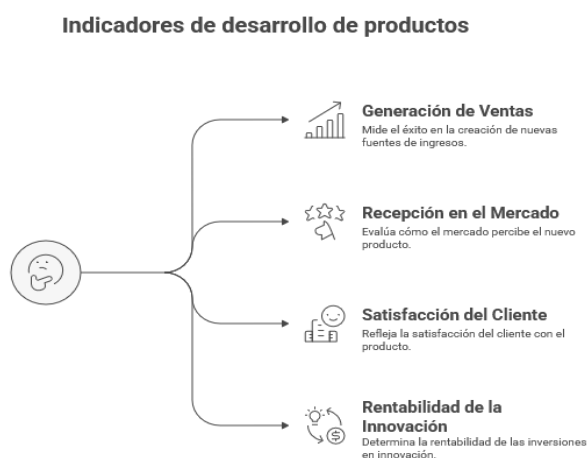 Indicadores de desarrollo de productos
Generación de Ventas
Mide el éxito en la creación de nuevas
fuentes de ingresos.
Recepción en el Mercado
Evalúa cómo el mercado percibe el nuevo
producto.
Satisfacción del Cliente
Refleja la satisfacción del cliente con el
producto.
Rentabilidad de la
Innovación
Determina la rentabilidad de las inversiones
en innovación.